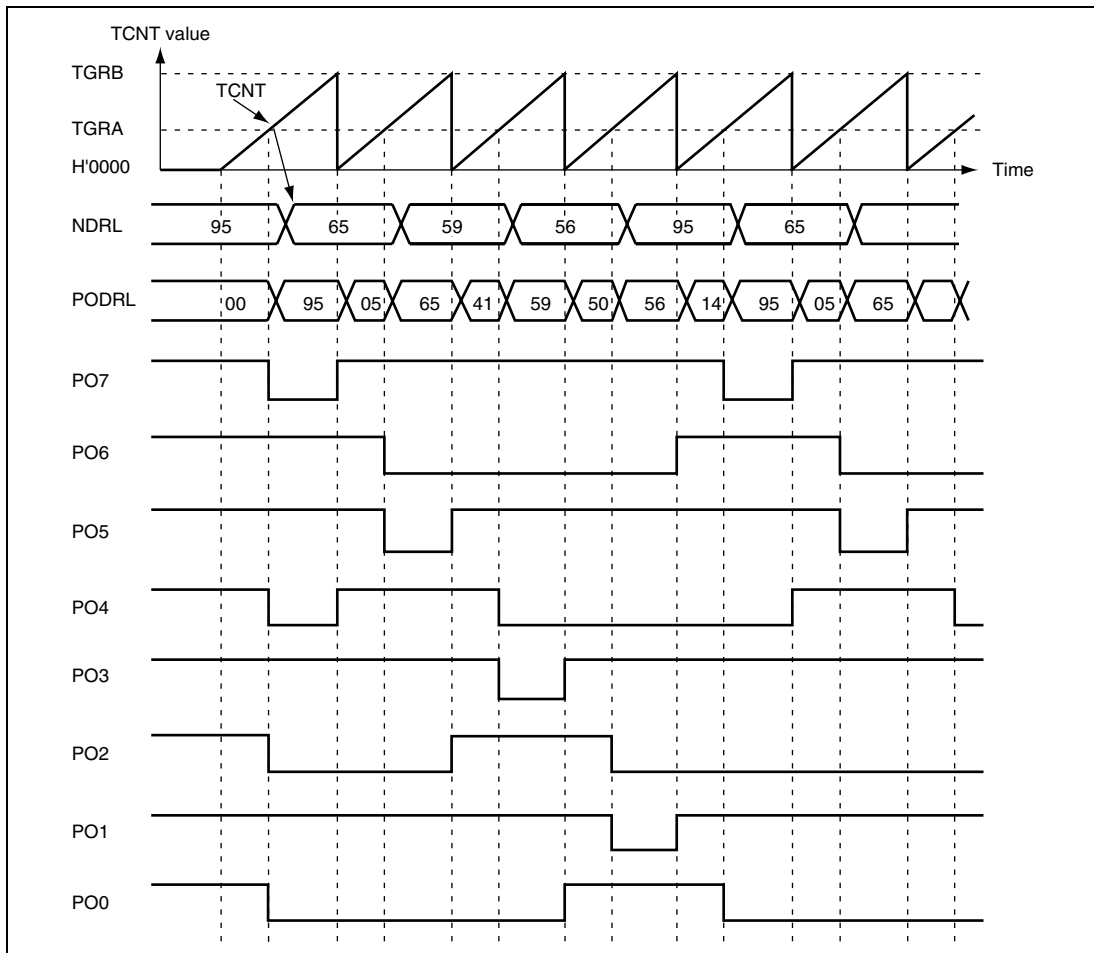 TCNT value
TGRB
TCNT
TGRA
H'0000
Time
NDRL 95 65 59 56 95 65
PODRL 00 95 05 65 41 59 50 56 14 95 05 65
PO7
PO6
PO5
PO4
PO3
PO2
PO1
PO0